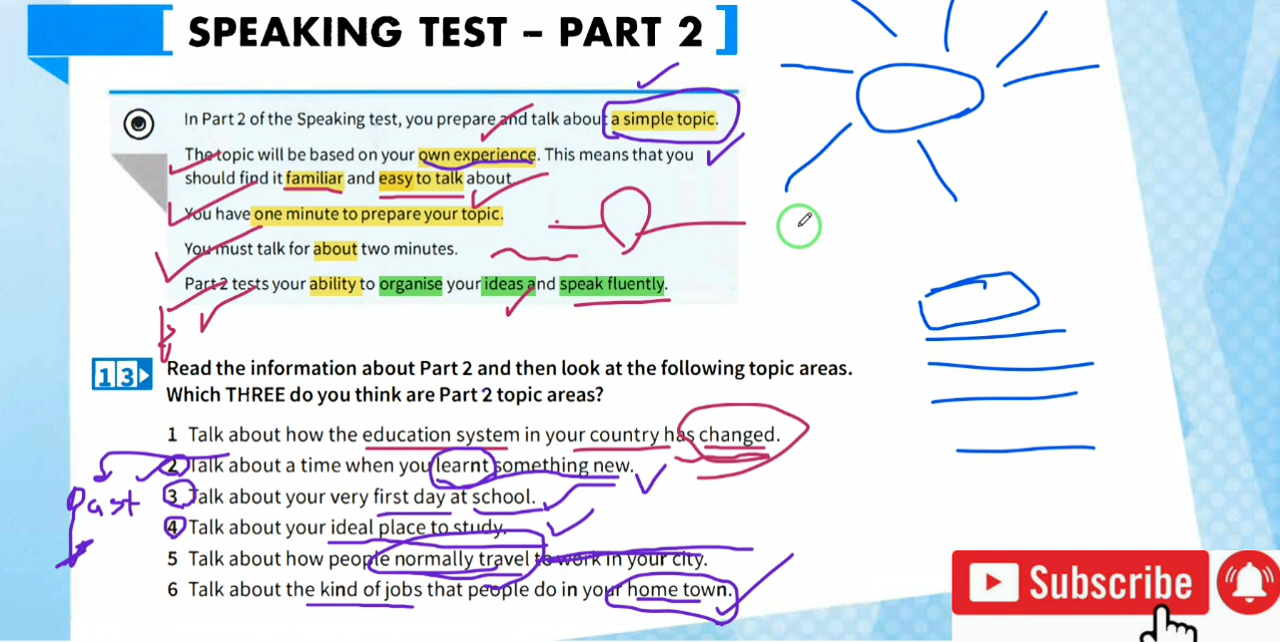 SPEAKING TEST – PART 2
In Part 2 of the Speaking test, you prepare and talk about a simple topic.
The topic will be based on your own experience. This means that you
should find it familiar and easy to talk about.
You have one minute to prepare your topic.
You must talk for about two minutes.
Part 2 tests your ability to organise your ideas and speak fluently.
13 Read the information about Part 2 and then look at the following topic areas.
Which THREE do you think are Part 2 topic areas?
1 Talk about how the education system in your country has changed.
2 Talk about a time when you learnt something new.
3 Talk about your very first day at school.
4 Talk about your ideal place to study.
5 Talk about how people normally travel to work in your city.
6 Talk about the kind of jobs that people do in your home town.
Past
Subscribe